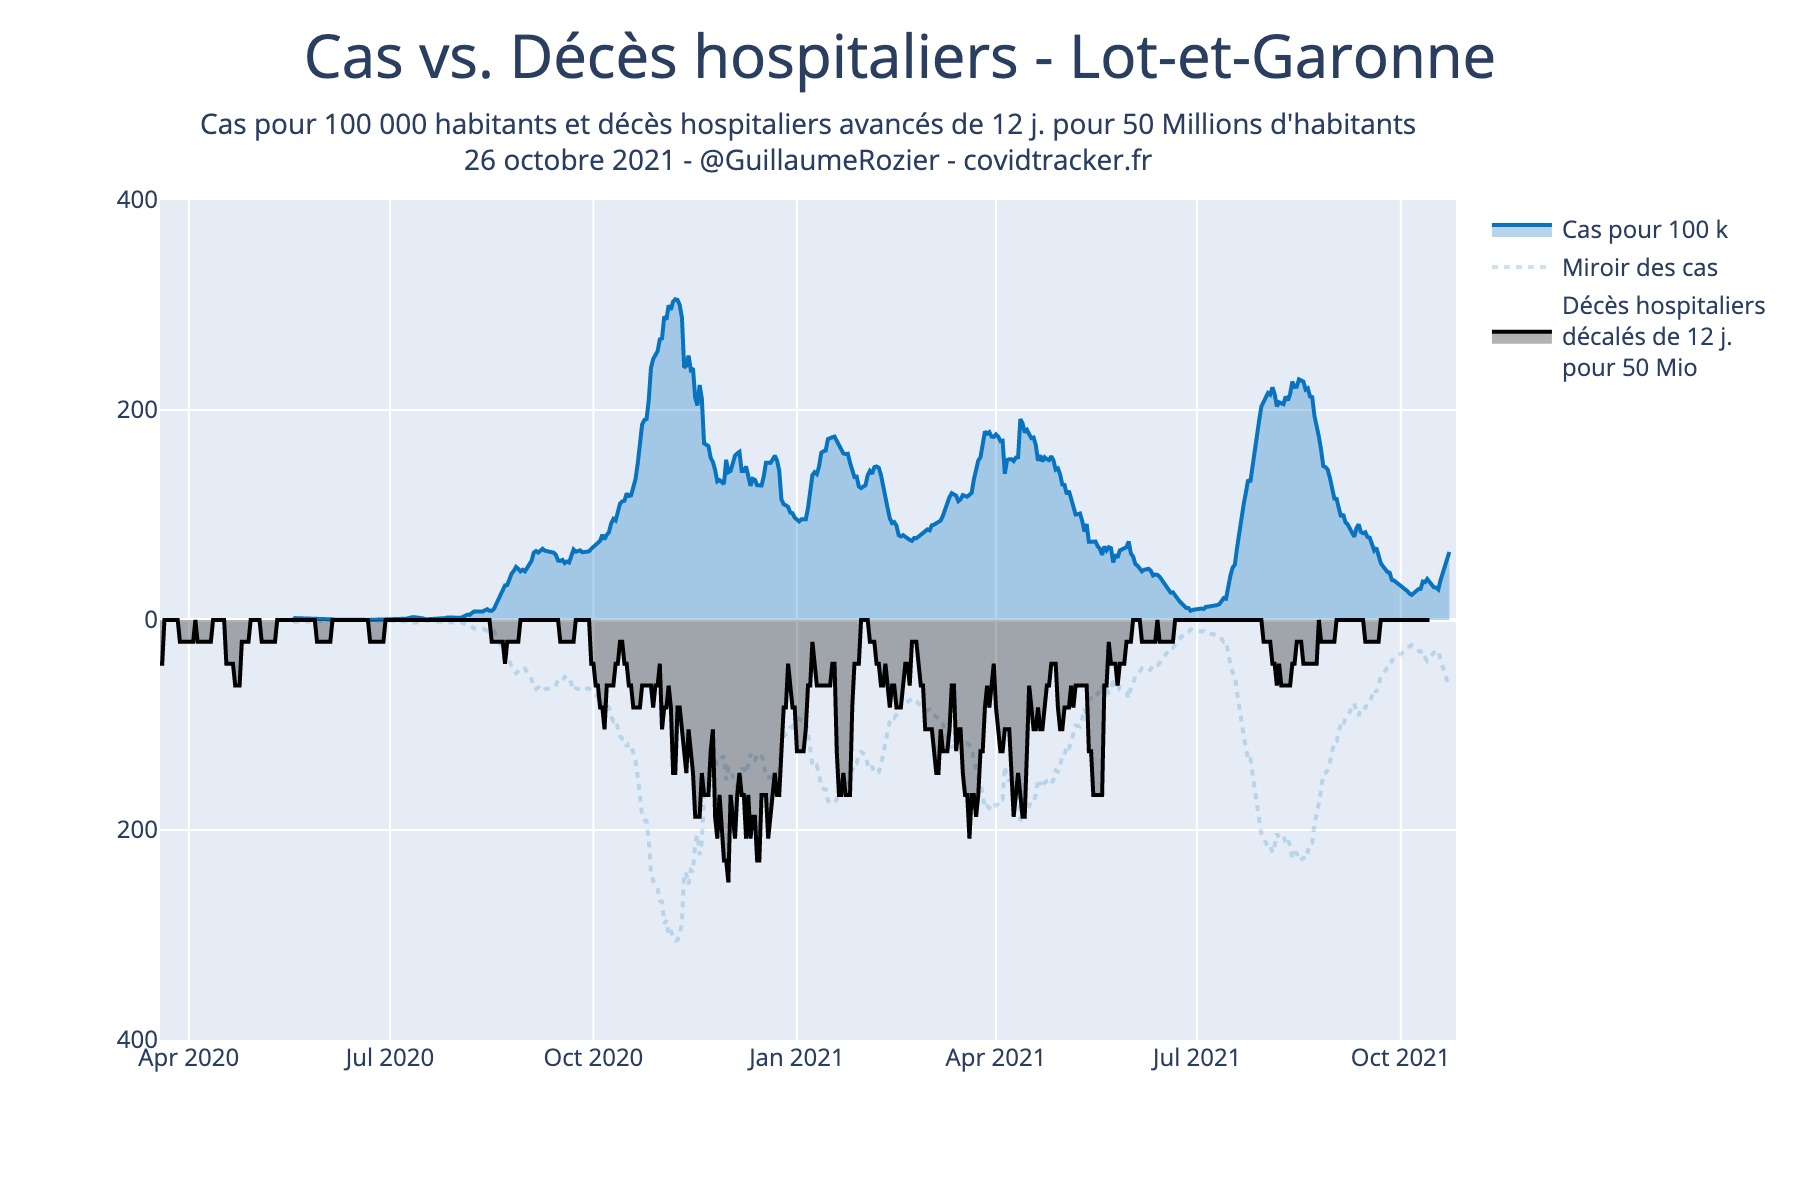 Cas vs. Décès hospitaliers - Lot-et-Garonne
Cas pour 100 000 habitants et décès hospitaliers avancés de 12 j. pour 50 Millions d'habitants
26 octobre 2021 - @GuillaumeRozier - covidtracker.fr
400
200
0
200
400
Apr 2020
Jul 2020
Oct 2020
Jan 2021
Apr 2021
Jul 2021
Oct 2021
Cas pour 100 k
Miroir des cas
Décès hospitaliers
décalés de 12 j.
pour 50 Mio